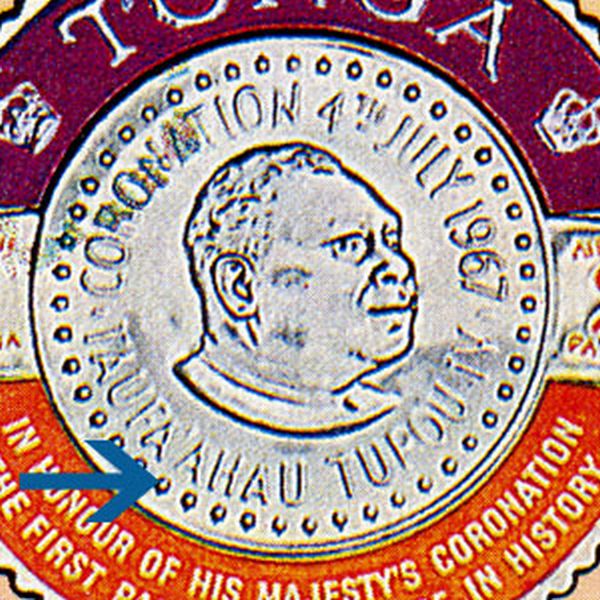 TONGA
CORONATION 4TH JULY 1967
TAUFA'AHAU TUPOU IV
IN HONOUR OF HIS MAJESTY'S CORONATION
THE FIRST
IN HISTORY